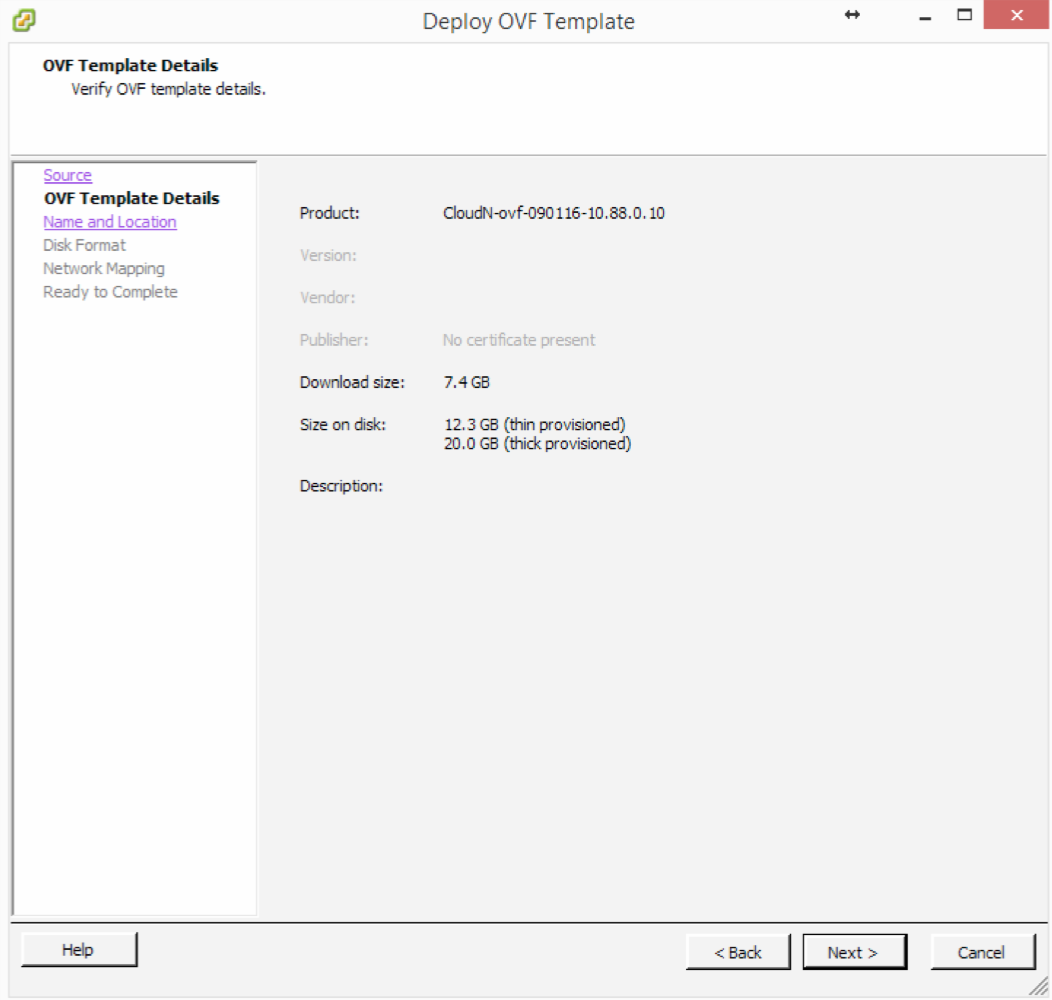 Deploy OVF Template
OVF Template Details
Verify OVF template details.
Source
OVF Template Details
Name and Location
Disk Format
Network Mapping
Ready to Complete
Product: CloudN-ovf-090116-10.88.0.10
Version:
Vendor:
Publisher: No certificate present
Download size: 7.4 GB
Size on disk: 12.3 GB (thin provisioned)
20.0 GB (thick provisioned)
Description:
Help
< Back
Next >
Cancel